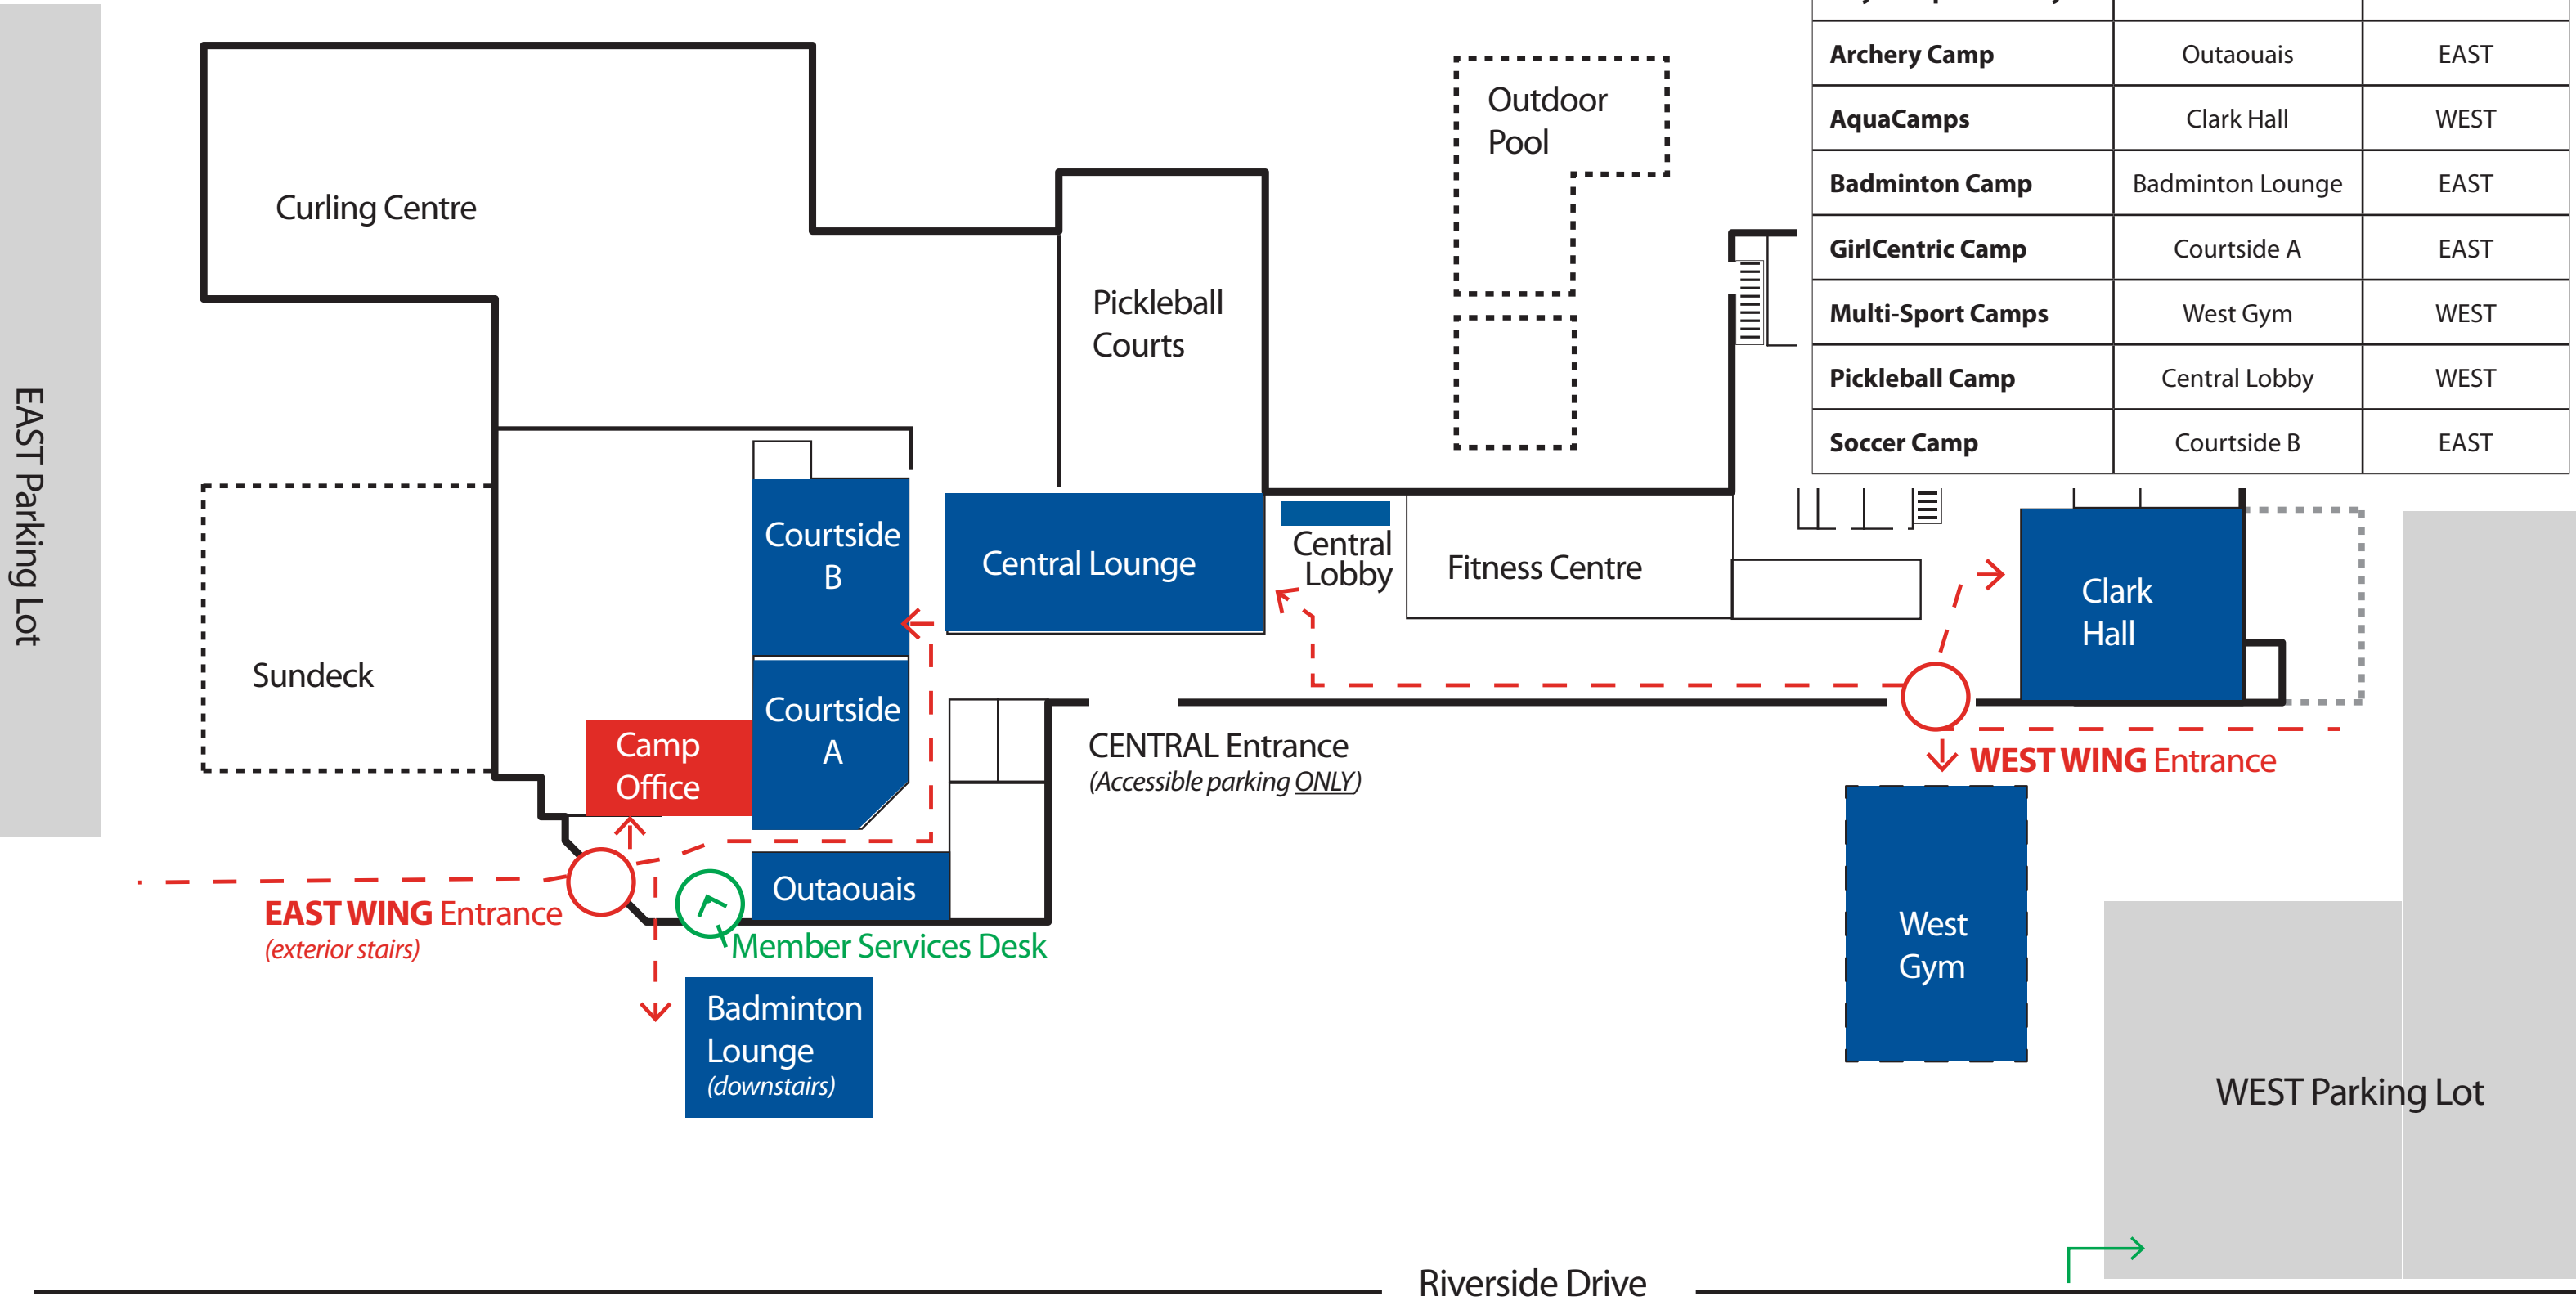 Archery Camp Outaouais EAST
AquaCamps Clark Hall WEST
Badminton Camp Badminton Lounge EAST
GirlCentric Camp Courtside A EAST
Multi-Sport Camps West Gym WEST
Pickleball Camp Central Lobby WEST
Soccer Camp Courtside B EAST
Outdoor
Pool
Curling Centre
Pickleball
Courts
EAST Parking Lot
Sundeck
Courtside
B
Central Lounge
Central
Lobby
Fitness Centre
Clark
Hall
Courtside
A
Camp
Office
CENTRAL Entrance
(Accessible parking ONLY)
WEST WING Entrance
Outaouais
EAST WING Entrance
(exterior stairs)
Member Services Desk
West
Gym
Badminton
Lounge
(downstairs)
WEST Parking Lot
Riverside Drive